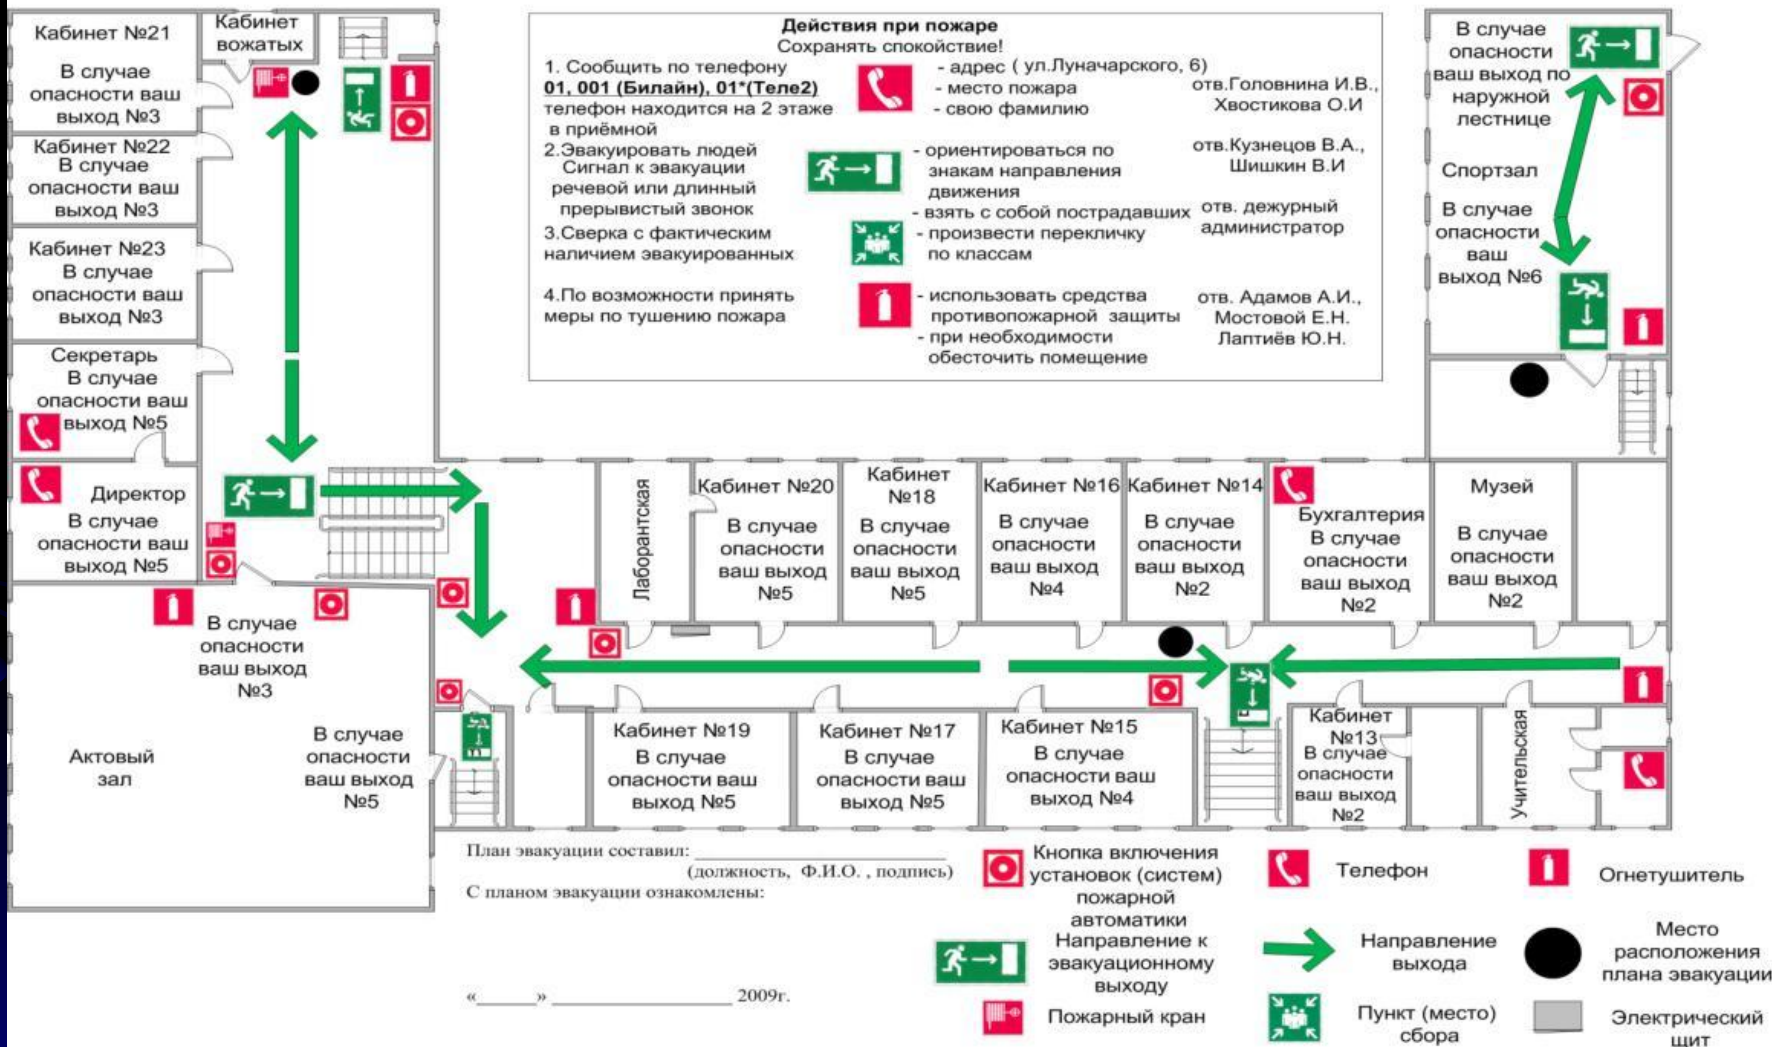 Кабинет №21
В случае
опасности ваш
выход №3
Кабинет
вожатых
Кабинет №22
В случае
опасности ваш
выход №3
Кабинет №23
В случае
опасности ваш
выход №3
Секретарь
В случае
опасности ваш
выход №5
Директор
В случае
опасности ваш
выход №5
Действия при пожаре
Сохранять спокойствие!
1. Сообщить по телефону
01, 001 (Билайн), 01*(Теле2)
телефон находится на 2 этаже
в приёмной
- адрес ( ул.Луначарского, 6)
- место пожара
- свою фамилию
отв.Головнина И.В.,
Хвостикова О.И
2.Эвакуировать людей
Сигнал к эвакуации
речевой или длинный
прерывистый звонок
- ориентироваться по
знакам направления
движения
отв.Кузнецов В.А.,
Шишкин В.И
3.Сверка с фактическим
наличием эвакуированных
- взять с собой пострадавших
- произвести перекличку
по классам
отв. дежурный
администратор
4.По возможности принять
меры по тушению пожара
- использовать средства
противопожарной защиты
- при необходимости
обесточить помещение
отв. Адамов А.И.,
Мостовой Е.Н.
Лаптиёв Ю.Н.
В случае
опасности
ваш выход по
наружной
лестнице
Спортзал
В случае
опасности
ваш
выход №6
Лаборантская
Кабинет №20
В случае
опасности
ваш выход
№5
Кабинет
№18
В случае
опасности
ваш выход
№5
Кабинет №16
В случае
опасности
ваш выход
№4
Кабинет №14
В случае
опасности
ваш выход
№2
Бухгалтерия
В случае
опасности
ваш выход
№2
Музей
В случае
опасности
ваш выход
№2
В случае
опасности
ваш выход
№3
Актовый
зал
В случае
опасности
ваш выход
№5
Кабинет №19
В случае
опасности ваш
выход №5
Кабинет №17
В случае
опасности ваш
выход №5
Кабинет №15
В случае
опасности ваш
выход №4
Кабинет
№13
В случае
опасности
ваш выход
№2
Учительская
План эвакуации составил: ____________________
(должность, Ф.И.О. , подпись)
С планом эвакуации ознакомлены:
«______» _________________ 2009г.
Кнопка включения
установок (систем)
пожарной
автоматики
Телефон
Огнетушитель
Направление к
эвакуационному
выходу
Направление
выхода
Место
расположения
плана эвакуации
Пожарный кран
Пункт (место)
сбора
Электрический
щит